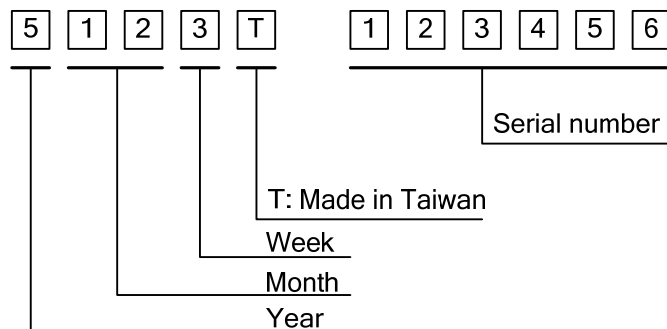 5 1 2 3 T 1 2 3 4 5 6
Serial number
T: Made in Taiwan
Week
Month
Year